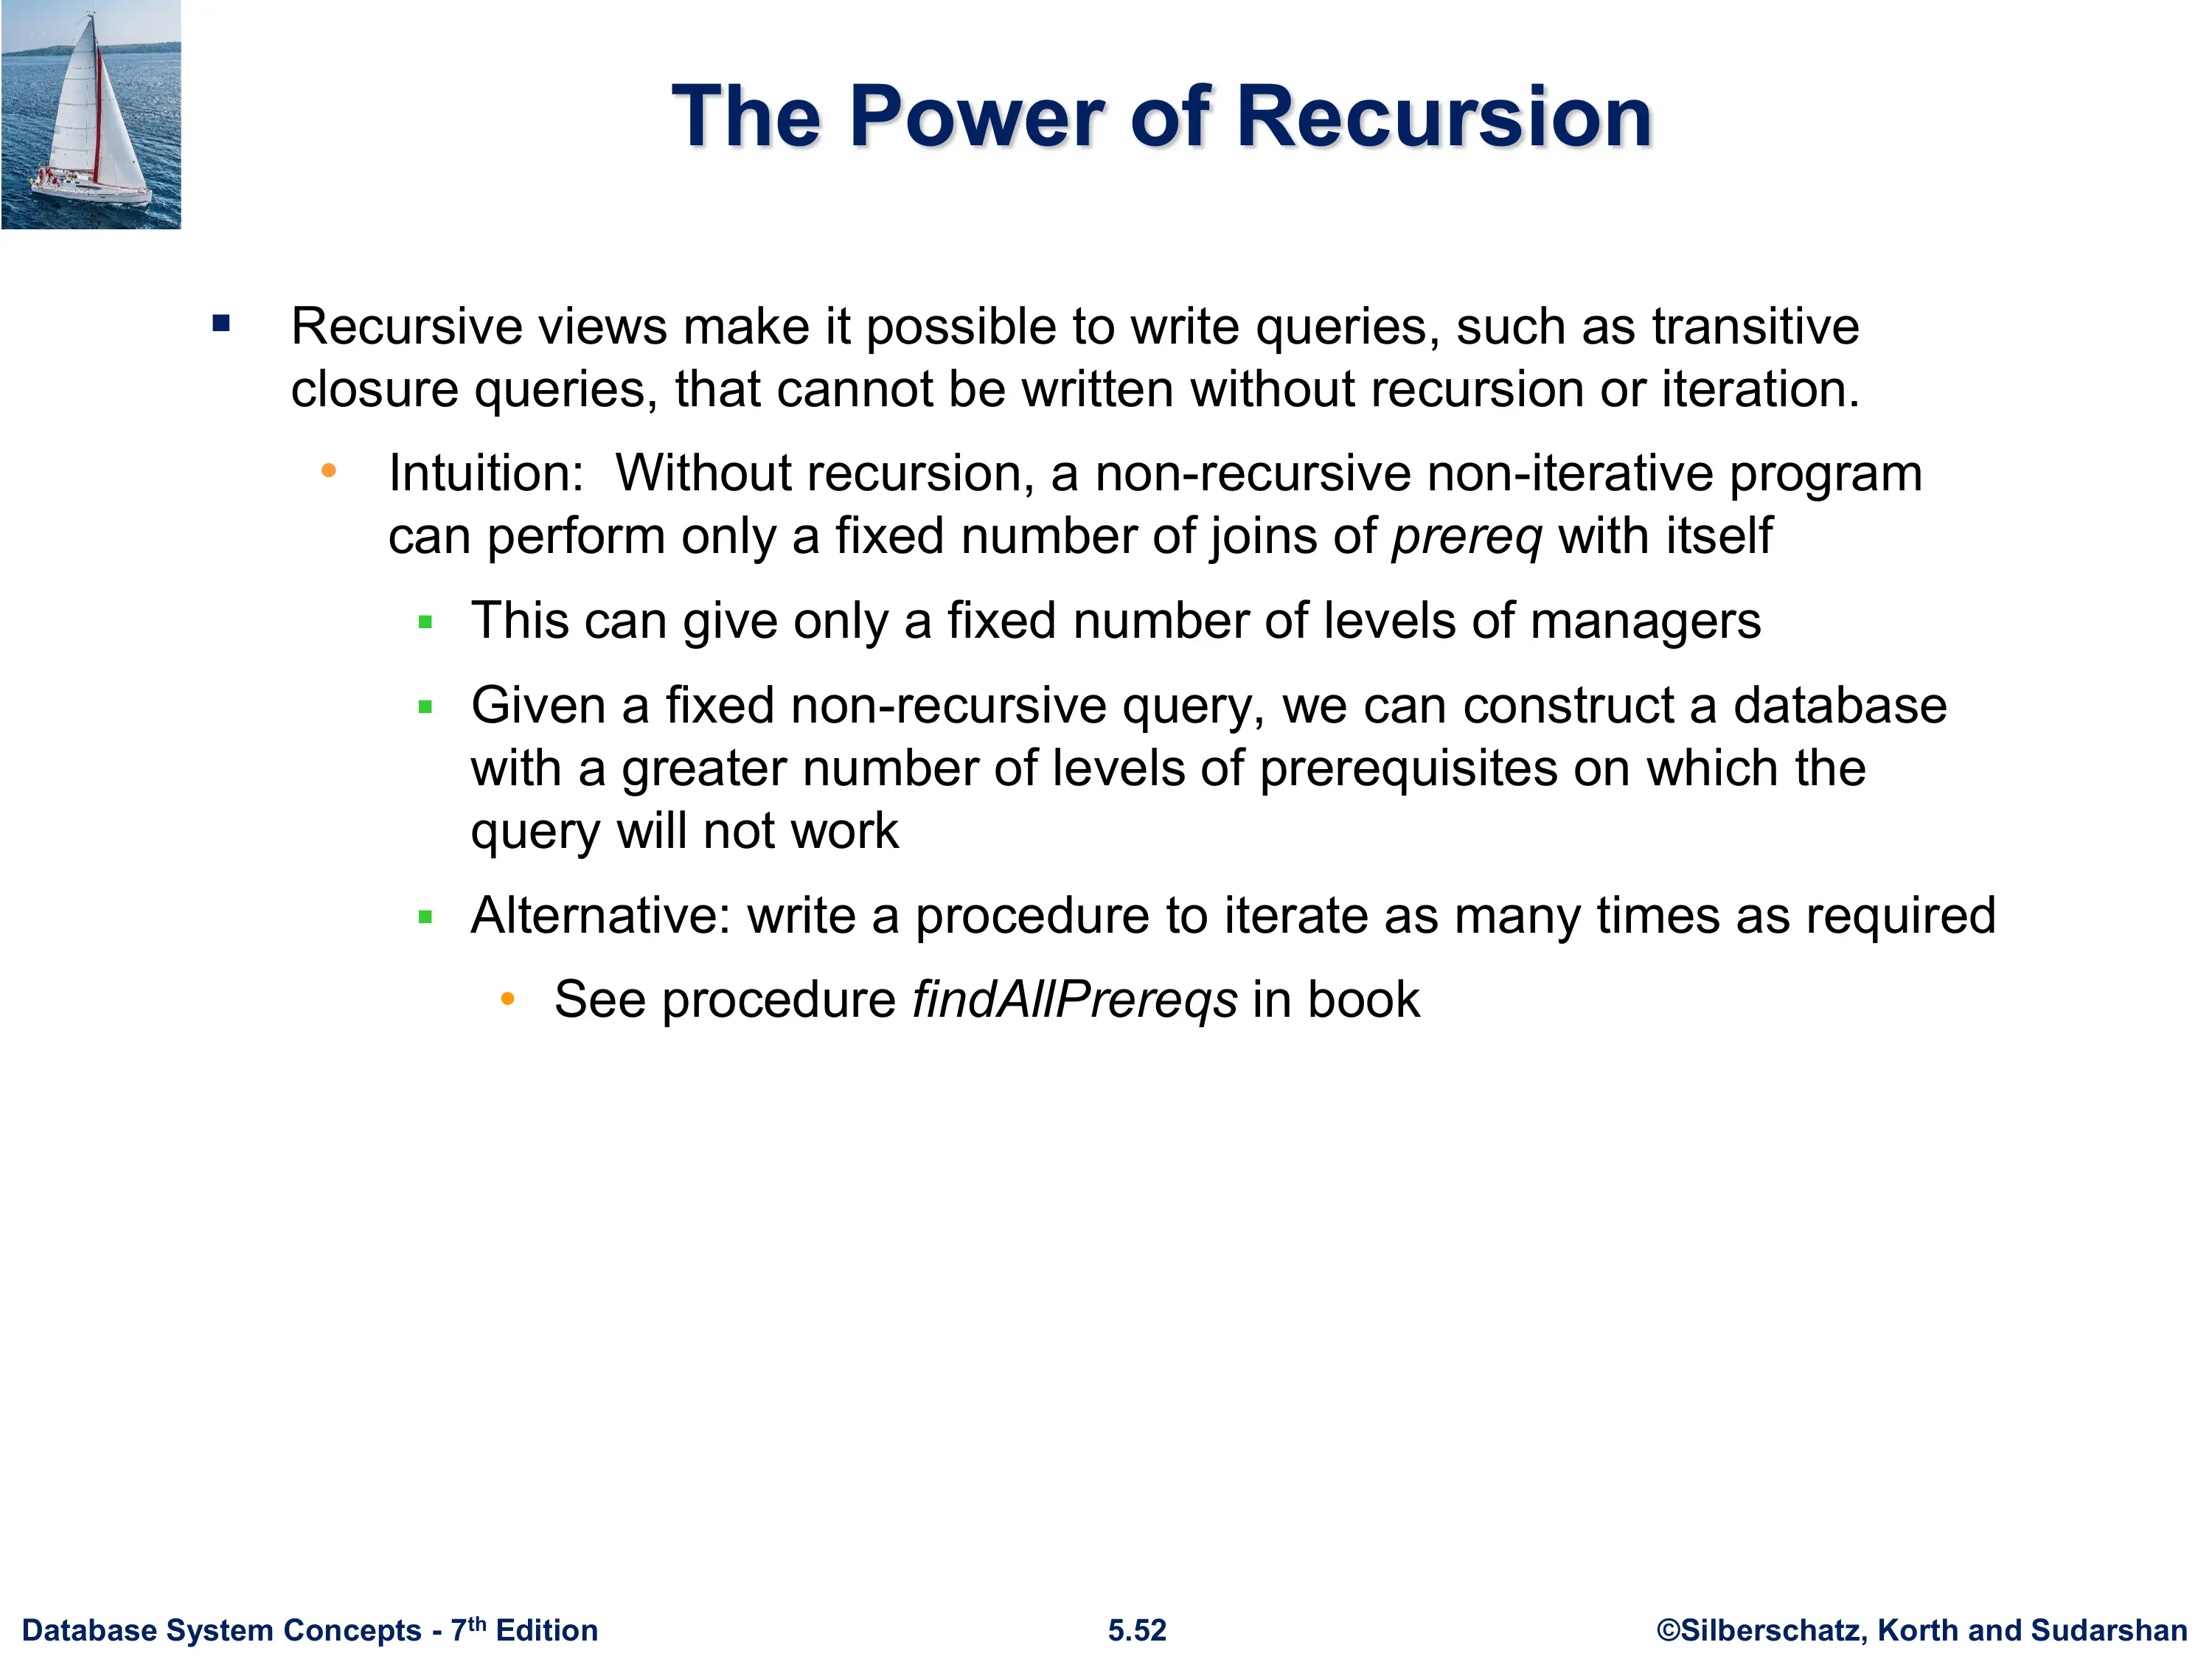 The Power of Recursion
▪ Recursive views make it possible to write queries, such as transitive
closure queries, that cannot be written without recursion or iteration.
• Intuition:  Without recursion, a non-recursive non-iterative program
can perform only a fixed number of joins of prereq with itself
▪ This can give only a fixed number of levels of managers
▪ Given a fixed non-recursive query, we can construct a database
with a greater number of levels of prerequisites on which the
query will not work
▪ Alternative: write a procedure to iterate as many times as required
• See procedure findAllPrereqs in book
Database System Concepts - 7th Edition
5.52
©Silberschatz, Korth and Sudarshan